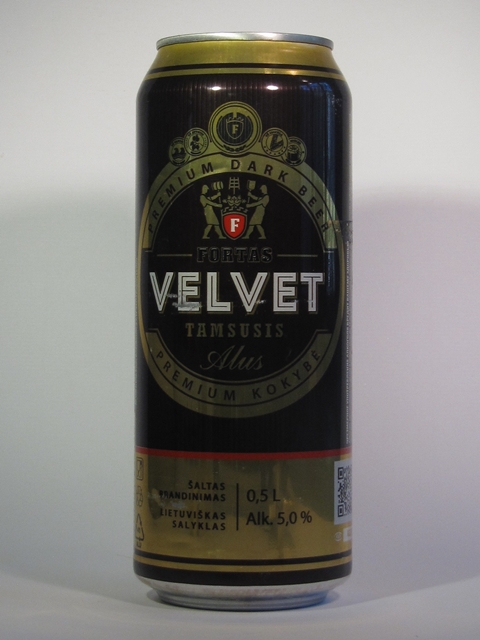 F
PREMIUM DARK BEER
F
FORTAS
VELVET
TAMSUSIS
Alus
PREMIUM KOKYBĖ
ŠALTAS
BRANDINIMAS
LIETUVIŠKAS
SALYKLAS
0,5 L
Alk. 5,0 %